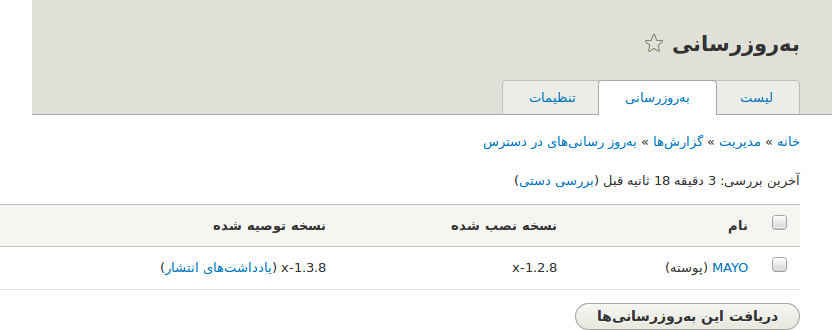 به‌روزرسانی
لیست به‌روزرسانی تنظیمات
خانه » مدیریت » گزارش‌ها » به‌روز رسانی‌های در دسترس
آخرین بررسی: 3 دقیقه 18 ثانیه قبل (بررسی دستی)
نام نسخه نصب شده نسخه توصیه شده
MAYO (پوسته) x-1.2.8 x-1.3.8 (یادداشت‌های انتشار)
دریافت این به‌روزرسانی‌ها